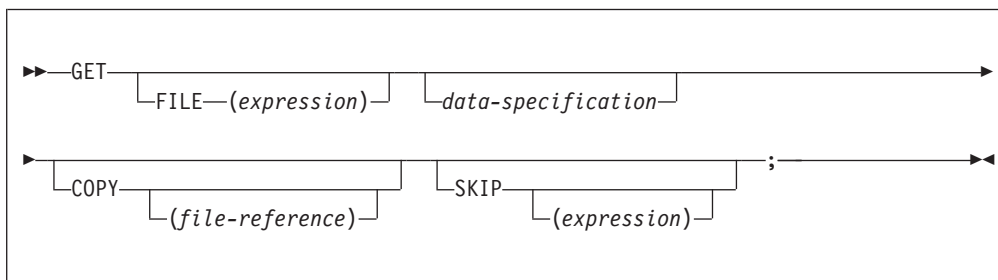 GET
FILE (expression)
data-specification
COPY
(file-reference)
SKIP
(expression)
;